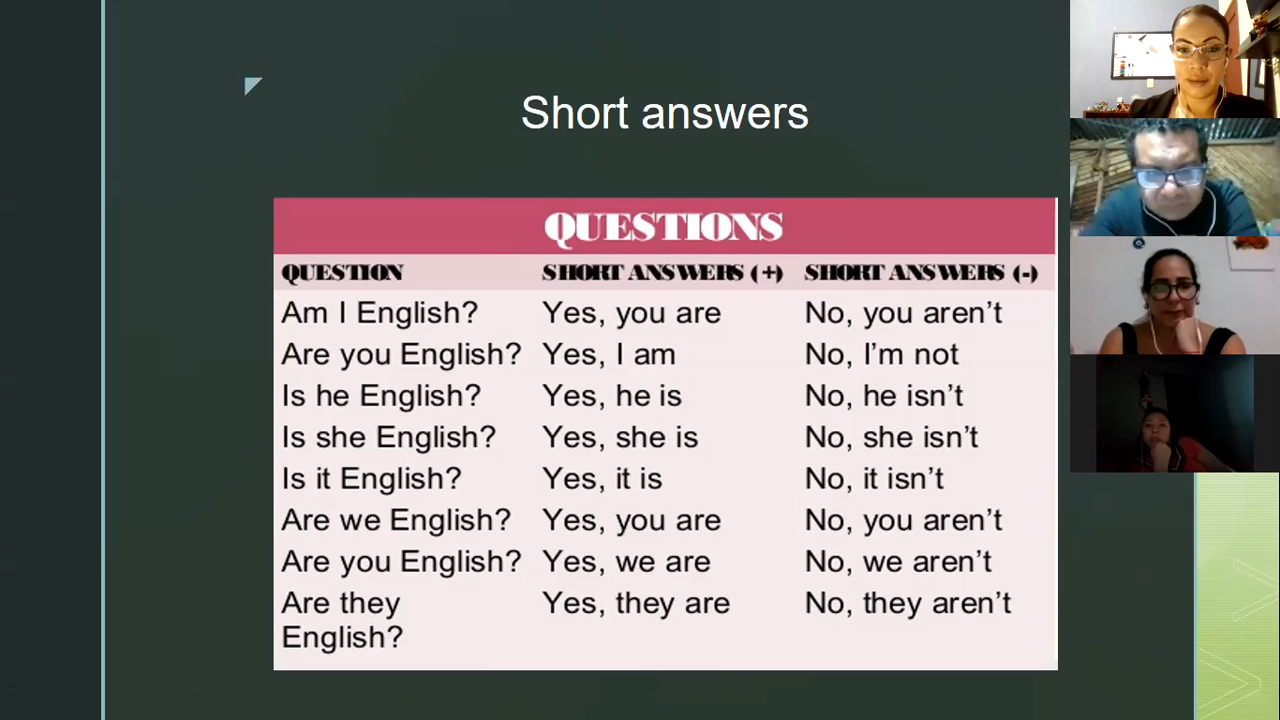 Short answers
QUESTIONS
QUESTION SHORT ANSWERS (+) SHORT ANSWERS (-)
Am I English? Yes, you are No, you aren't
Are you English? Yes, I am No, I'm not
Is he English? Yes, he is No, he isn't
Is she English? Yes, she is No, she isn't
Is it English? Yes, it is No, it isn't
Are we English? Yes, you are No, you aren't
Are you English? Yes, we are No, we aren't
Are they Yes, they are No, they aren't
English?